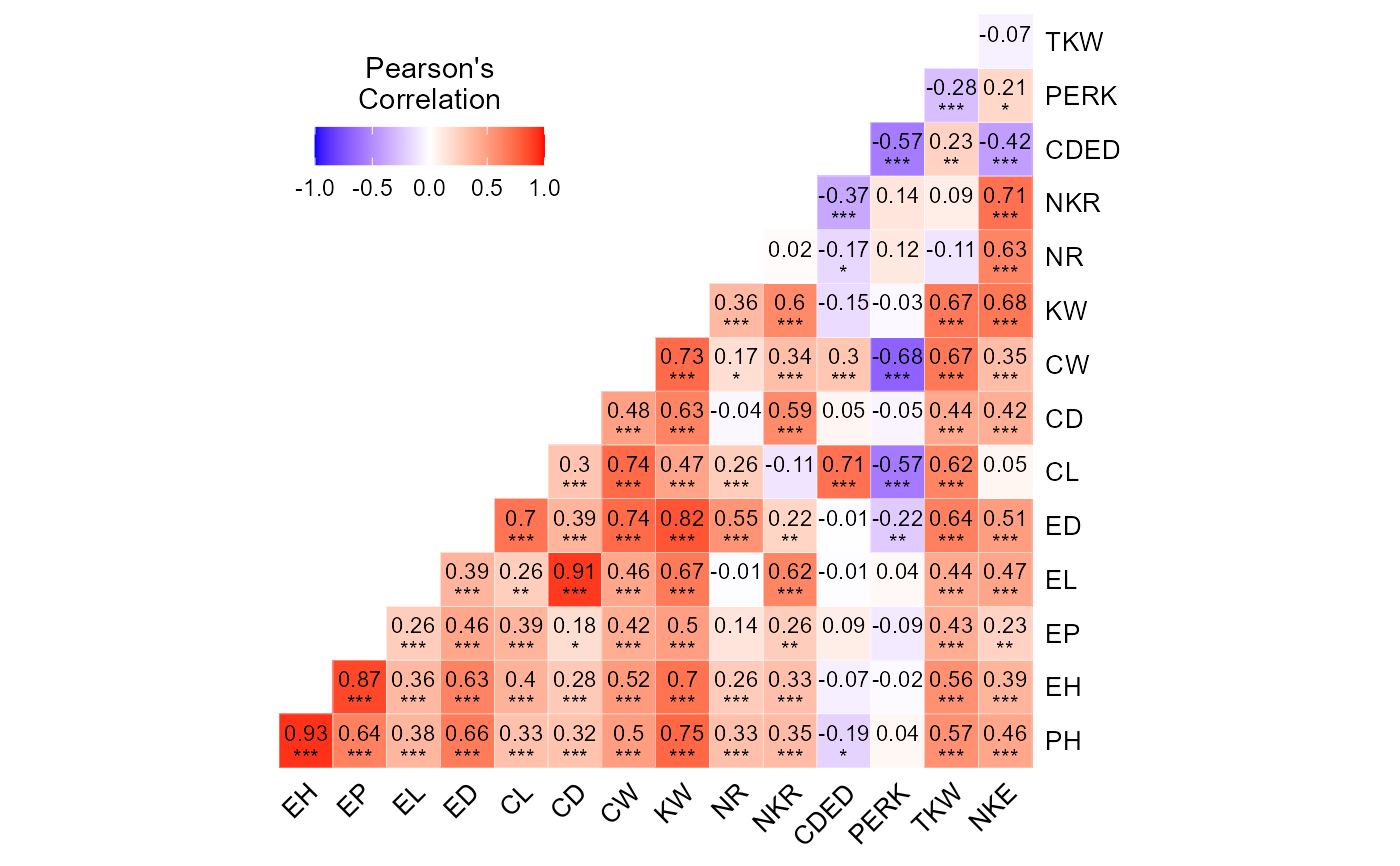 Pearson's
Correlation
-1.0 -0.5 0.0 0.5 1.0
-0.07 TKW
-0.28 0.21 PERK
*** *
-0.57 0.23 -0.42 CDED
*** ** ***
-0.37 0.14 0.09 0.71 NKR
*** ***
0.02 -0.17 0.12 -0.11 0.63 NR
* ***
0.36 0.6 -0.15 -0.03 0.67 0.68 KW
*** *** *** ***
0.73 0.17 0.34 0.3 -0.68 0.67 0.35 CW
*** * *** *** *** *** ***
0.48 0.63 -0.04 0.59 0.05 -0.05 0.44 0.42 CD
*** *** *** *** ***
0.3 0.74 0.47 0.26 -0.11 0.71 -0.57 0.62 0.05 CL
*** *** *** *** *** *** ***
0.7 0.39 0.74 0.82 0.55 0.22 -0.01 -0.22 0.64 0.51 ED
*** *** *** *** *** ** ** *** ***
0.39 0.26 0.91 0.46 0.67 -0.01 0.62 -0.01 0.04 0.44 0.47 EL
*** ** *** *** *** *** *** ***
0.26 0.46 0.39 0.18 0.42 0.5 0.14 0.26 0.09 -0.09 0.43 0.23 EP
*** *** *** * *** *** ** *** **
0.87 0.36 0.63 0.4 0.28 0.52 0.7 0.26 0.33 -0.07 -0.02 0.56 0.39 EH
*** *** *** *** *** *** *** *** *** *** ***
0.93 0.64 0.38 0.66 0.33 0.32 0.5 0.75 0.33 0.35 -0.19 0.04 0.57 0.46 PH
*** *** *** *** *** *** *** *** *** *** * *** ***
EH EP EL ED CL CD CW KW NR NKR CDED PERK TKW NKE